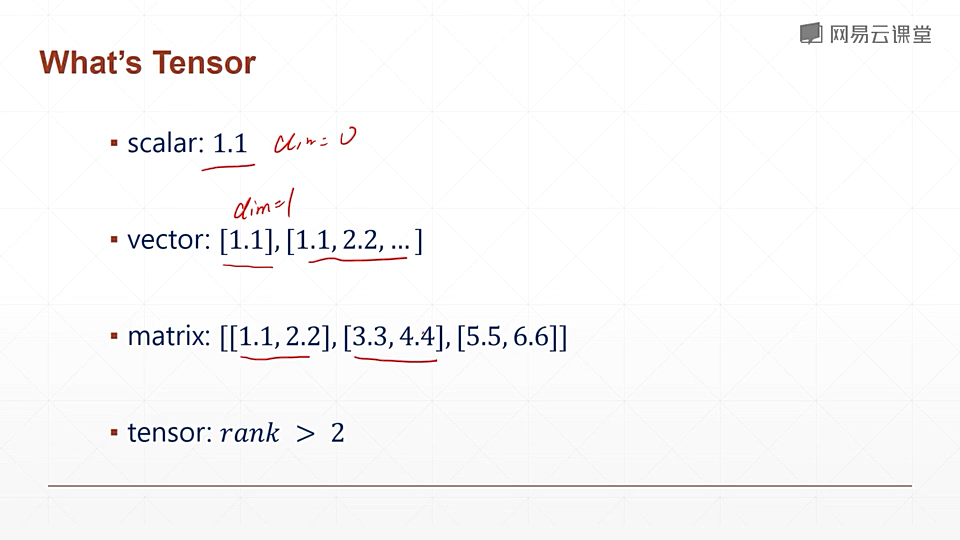 网易云课堂
What's Tensor
▪ scalar: 1.1 dim=0
dim=1
▪ vector: [1.1], [1.1, 2.2, … ]
▪ matrix: [[1.1, 2.2], [3.3, 4.4], [5.5, 6.6]]
▪ tensor: rank > 2